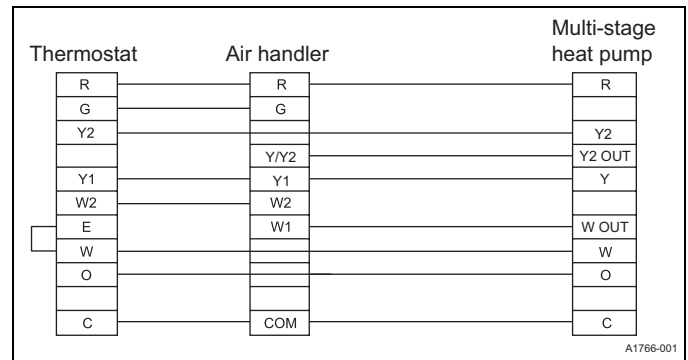 Multi-stage
Thermostat Air handler heat pump
R R R
G G
Y2 Y2
Y/Y2 Y2 OUT
Y1 Y1 Y
W2 W2
E W1 W OUT
W W
O O
C COM C
A1766-001